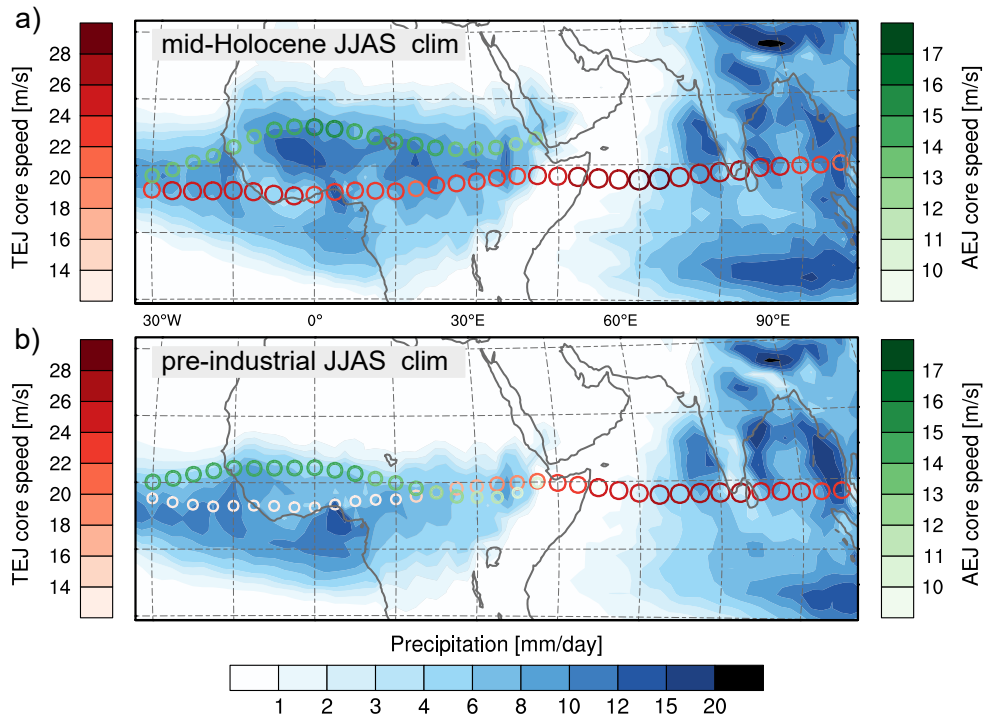 a)
mid-Holocene JJAS clim
TEJ core speed [m/s]
28
26
24
22
20
18
16
14
AEJ core speed [m/s]
17
16
15
14
13
12
11
10
30°W
0°
30°E
60°E
90°E
b)
pre-industrial JJAS clim
TEJ core speed [m/s]
28
26
24
22
20
18
16
14
AEJ core speed [m/s]
17
16
15
14
13
12
11
10
Precipitation [mm/day]
1 2 3 4 6 8 10 12 15 20